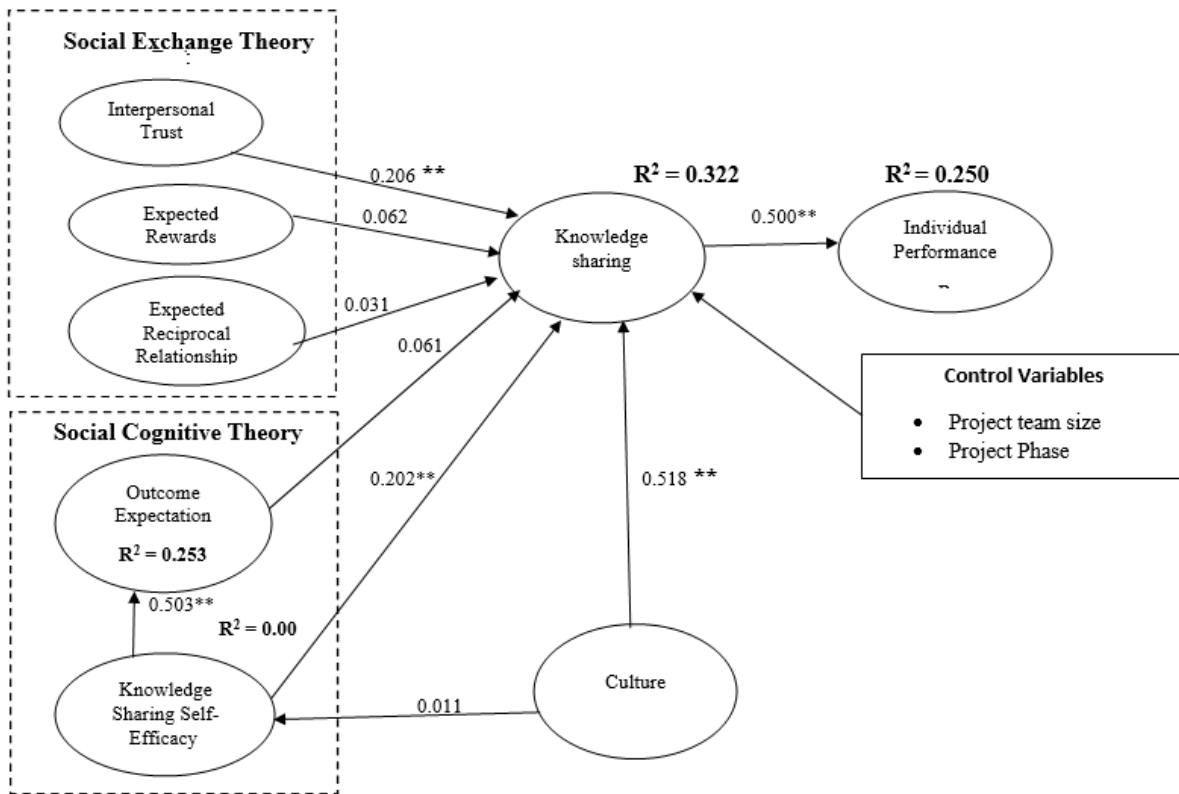 Social Exchange Theory
:
Interpersonal
Trust
0.206 **
Expected
Rewards
0.062
Expected
Reciprocal
Relationship
0.031
R² = 0.322
Knowledge
sharing
0.500**
R² = 0.250
Individual
Performance
0.061
Control Variables
• Project team size
• Project Phase
Social Cognitive Theory
Outcome
Expectation
R² = 0.253
0.202**
0.518 **
0.503**
R² = 0.00
Knowledge
Sharing Self-
Efficacy
0.011
Culture